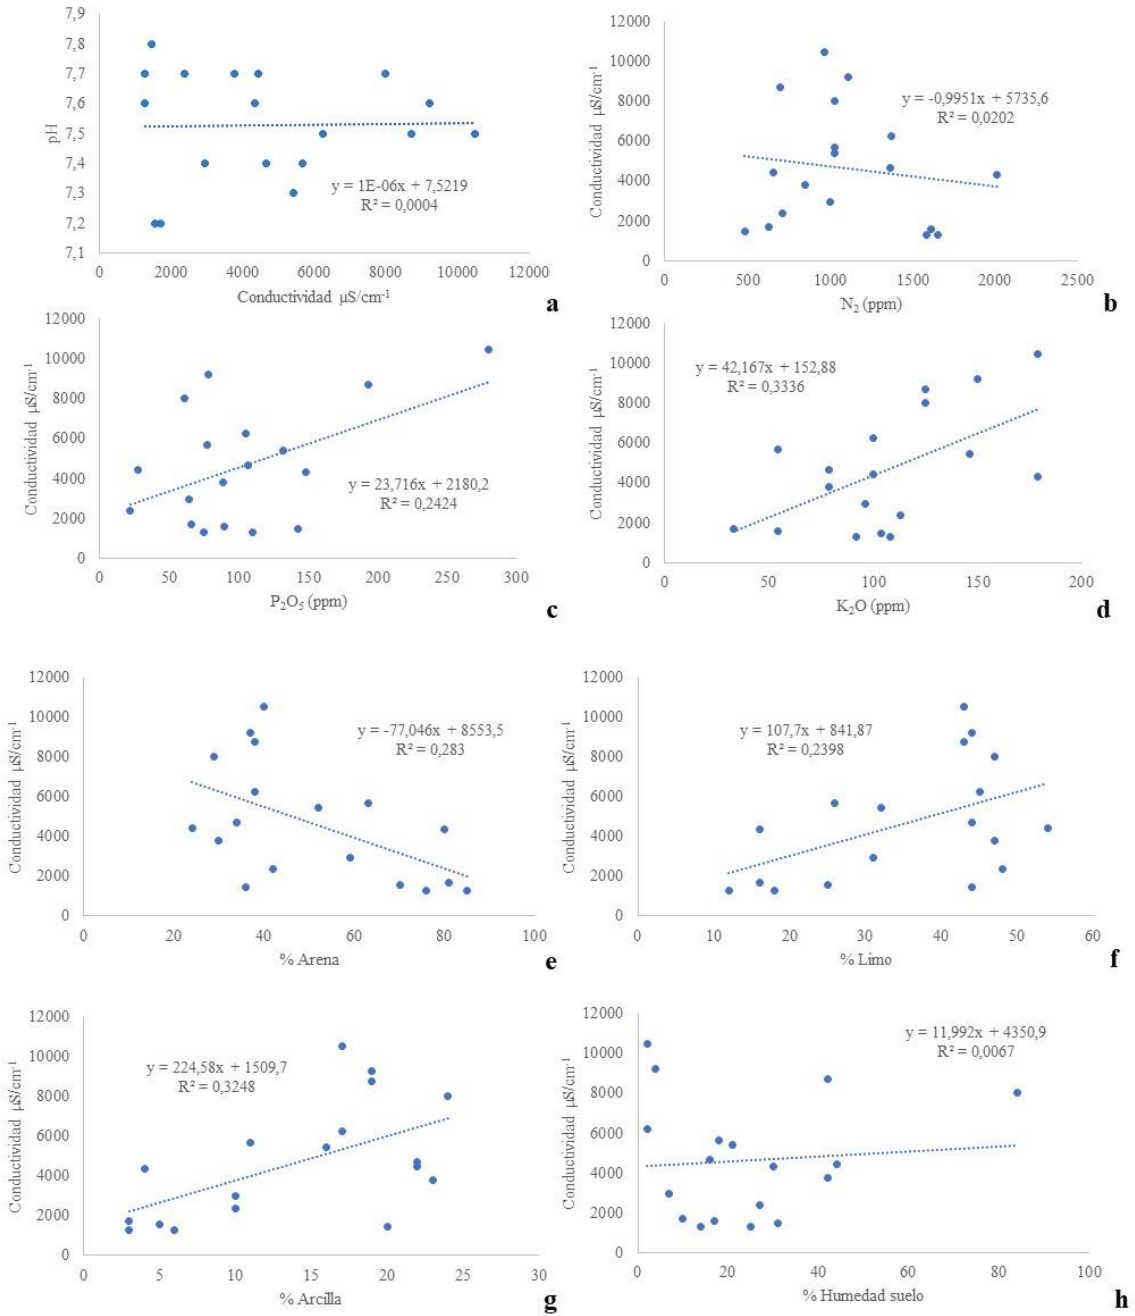 7,9
7,8
7,7
7,6
7,5
7,4
7,3
7,2
7,1
pH
y = 1E-06x + 7,5219
R² = 0,0004
0 2000 4000 6000 8000 10000 12000
Conductividad µS/cm⁻¹
a
12000
10000
8000
6000
4000
2000
0
Conductividad µS/cm⁻¹
y = -0,9951x + 5735,6
R² = 0,0202
0 500 1000 1500 2000 2500
N₂ (ppm)
b
12000
10000
8000
6000
4000
2000
0
Conductividad µS/cm⁻¹
y = 23,716x + 2180,2
R² = 0,2424
0 50 100 150 200 250 300
P₂O₅ (ppm)
c
12000
10000
8000
6000
4000
2000
0
Conductividad µS/cm⁻¹
y = 42,167x + 152,88
R² = 0,3336
0 50 100 150 200
K₂O (ppm)
d
12000
10000
8000
6000
4000
2000
0
Conductividad µS/cm⁻¹
y = -77,046x + 8553,5
R² = 0,283
0 20 40 60 80 100
% Arena
e
12000
10000
8000
6000
4000
2000
0
Conductividad µS/cm⁻¹
y = 107,7x + 841,87
R² = 0,2398
0 10 20 30 40 50 60
% Limo
f
12000
10000
8000
6000
4000
2000
0
Conductividad µS/cm⁻¹
y = 224,58x + 1509,7
R² = 0,3248
0 5 10 15 20 25 30
% Arcilla
g
12000
10000
8000
6000
4000
2000
0
Conductividad µS/cm⁻¹
y = 11,992x + 4350,9
R² = 0,0067
0 20 40 60 80 100
% Humedad suelo
h